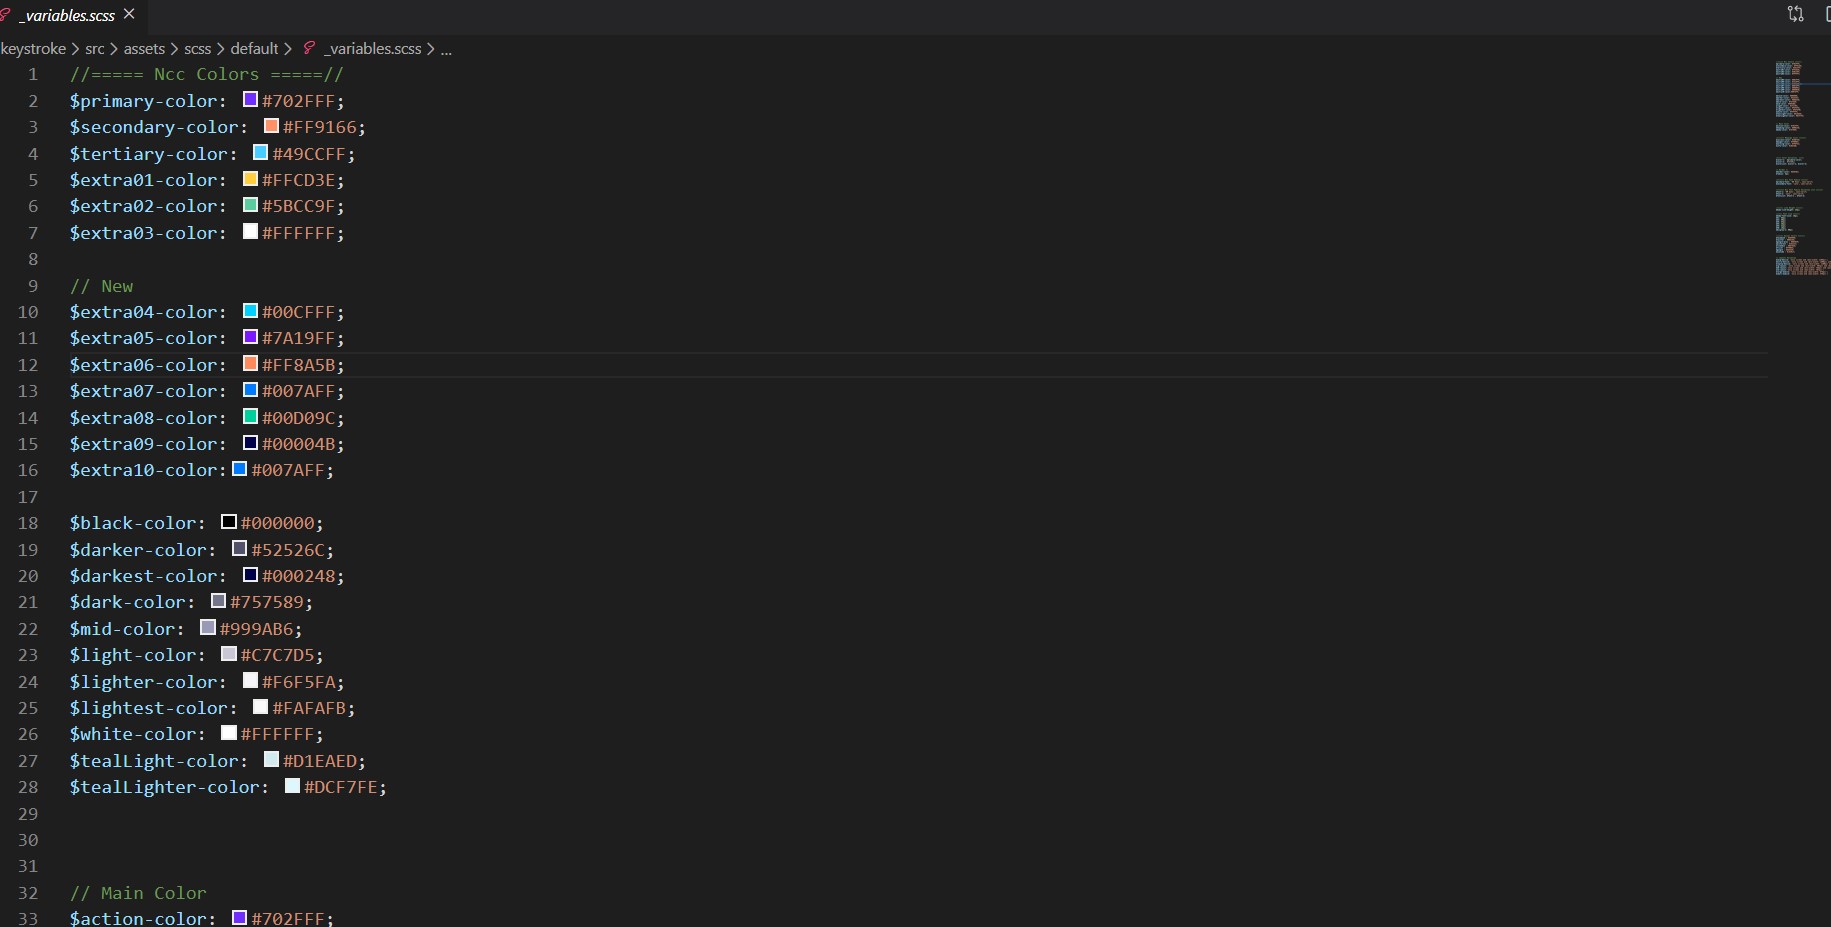 _variables.scss
keystroke > src > assets > scss > default > _variables.scss > ...
1 //===== Ncc Colors =====//
2 $primary-color: #702FFF;
3 $secondary-color: #FF9166;
4 $tertiary-color: #49CCFF;
5 $extra01-color: #FFCD3E;
6 $extra02-color: #5BCC9F;
7 $extra03-color: #FFFFFF;
8
9 // New
10 $extra04-color: #00CFFF;
11 $extra05-color: #7A19FF;
12 $extra06-color: #FF8A5B;
13 $extra07-color: #007AFF;
14 $extra08-color: #00D09C;
15 $extra09-color: #00004B;
16 $extra10-color: #007AFF;
17
18 $black-color: #000000;
19 $darker-color: #52526C;
20 $darkest-color: #000248;
21 $dark-color: #757589;
22 $mid-color: #999AB6;
23 $light-color: #C7C7D5;
24 $lighter-color: #F6F5FA;
25 $lightest-color: #FAFAFB;
26 $white-color: #FFFFFF;
27 $tealLight-color: #D1EAED;
28 $tealLighter-color: #DCF7FE;
29
30
31
32 // Main Color
33 $action-color: #702FFF;